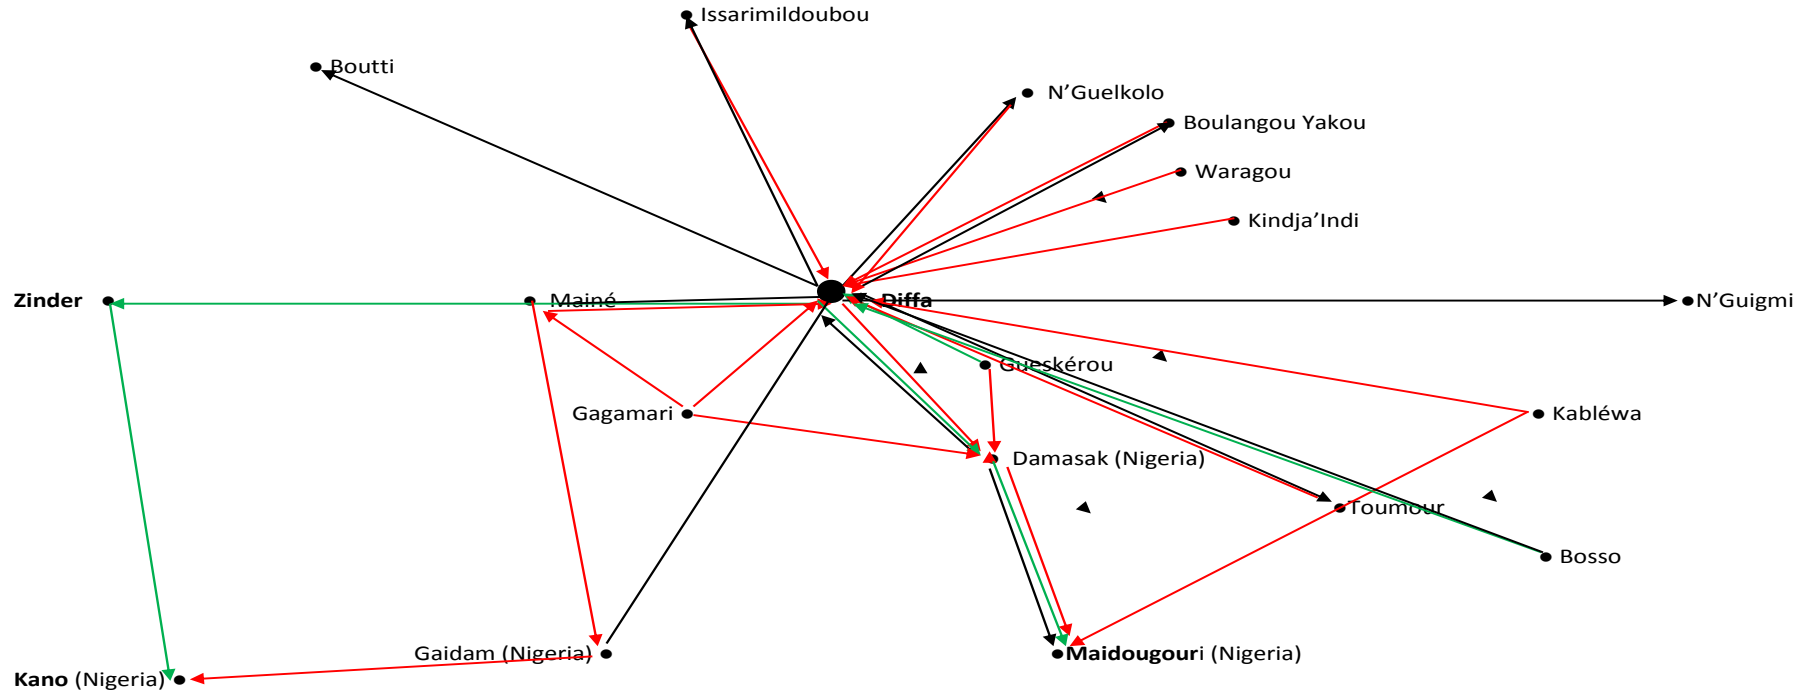 Issarimildoubou
Boutti
N'Guelkolo
Boulangou Yakou
Waragou
Kindja'Indi
Zinder
Mainé
Diffa
N'Guigmi
Gueskérou
Gagamari
Kabléwa
Damasak (Nigeria)
Toumour
Bosso
Gaidam (Nigeria)
Maidougouri (Nigeria)
Kano (Nigeria)